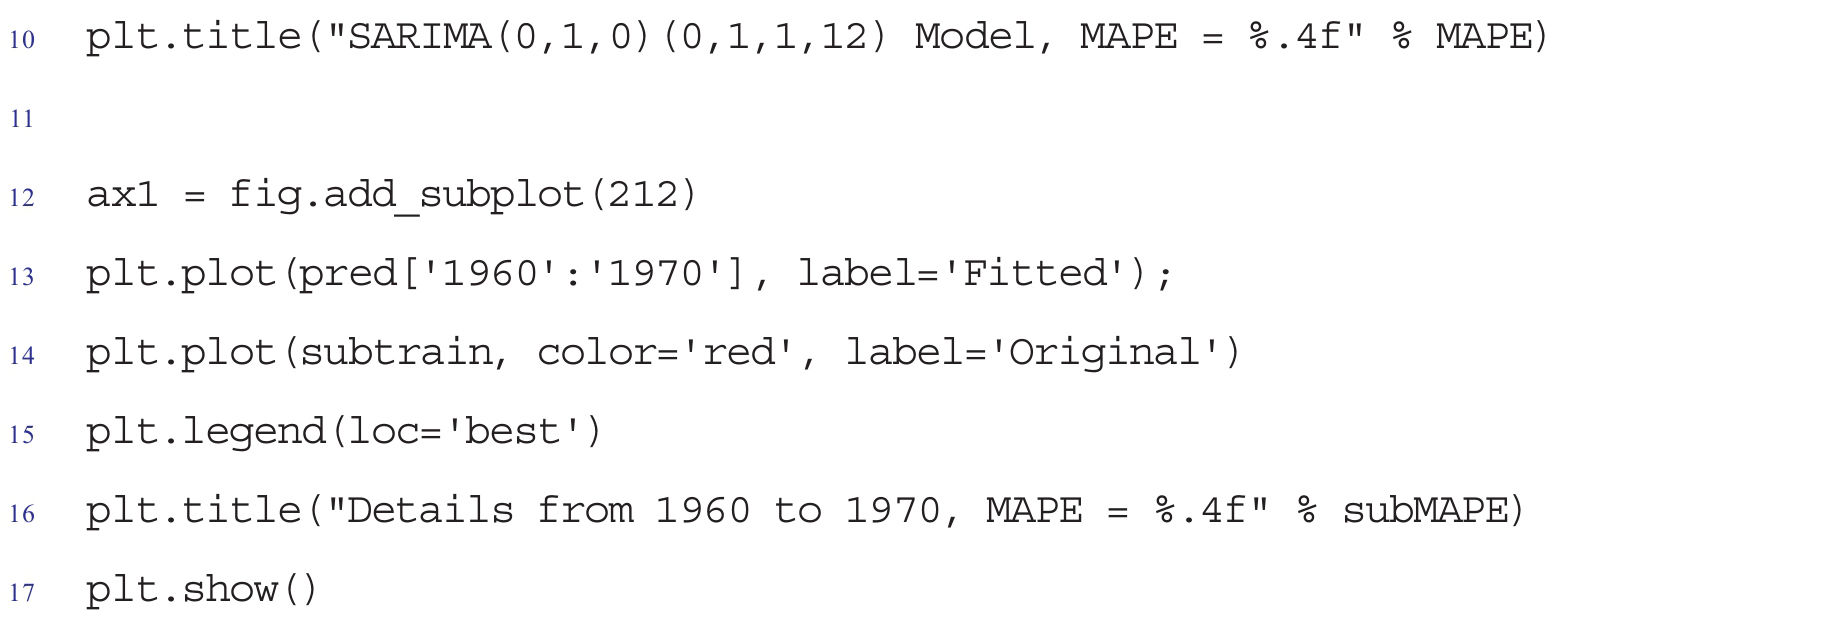 10 plt.title("SARIMA(0,1,0)(0,1,1,12) Model, MAPE = %.4f" % MAPE)
11
12 ax1 = fig.add_subplot(212)
13 plt.plot(pred['1960':'1970'], label='Fitted');
14 plt.plot(subtrain, color='red', label='Original')
15 plt.legend(loc='best')
16 plt.title("Details from 1960 to 1970, MAPE = %.4f" % subMAPE)
17 plt.show()